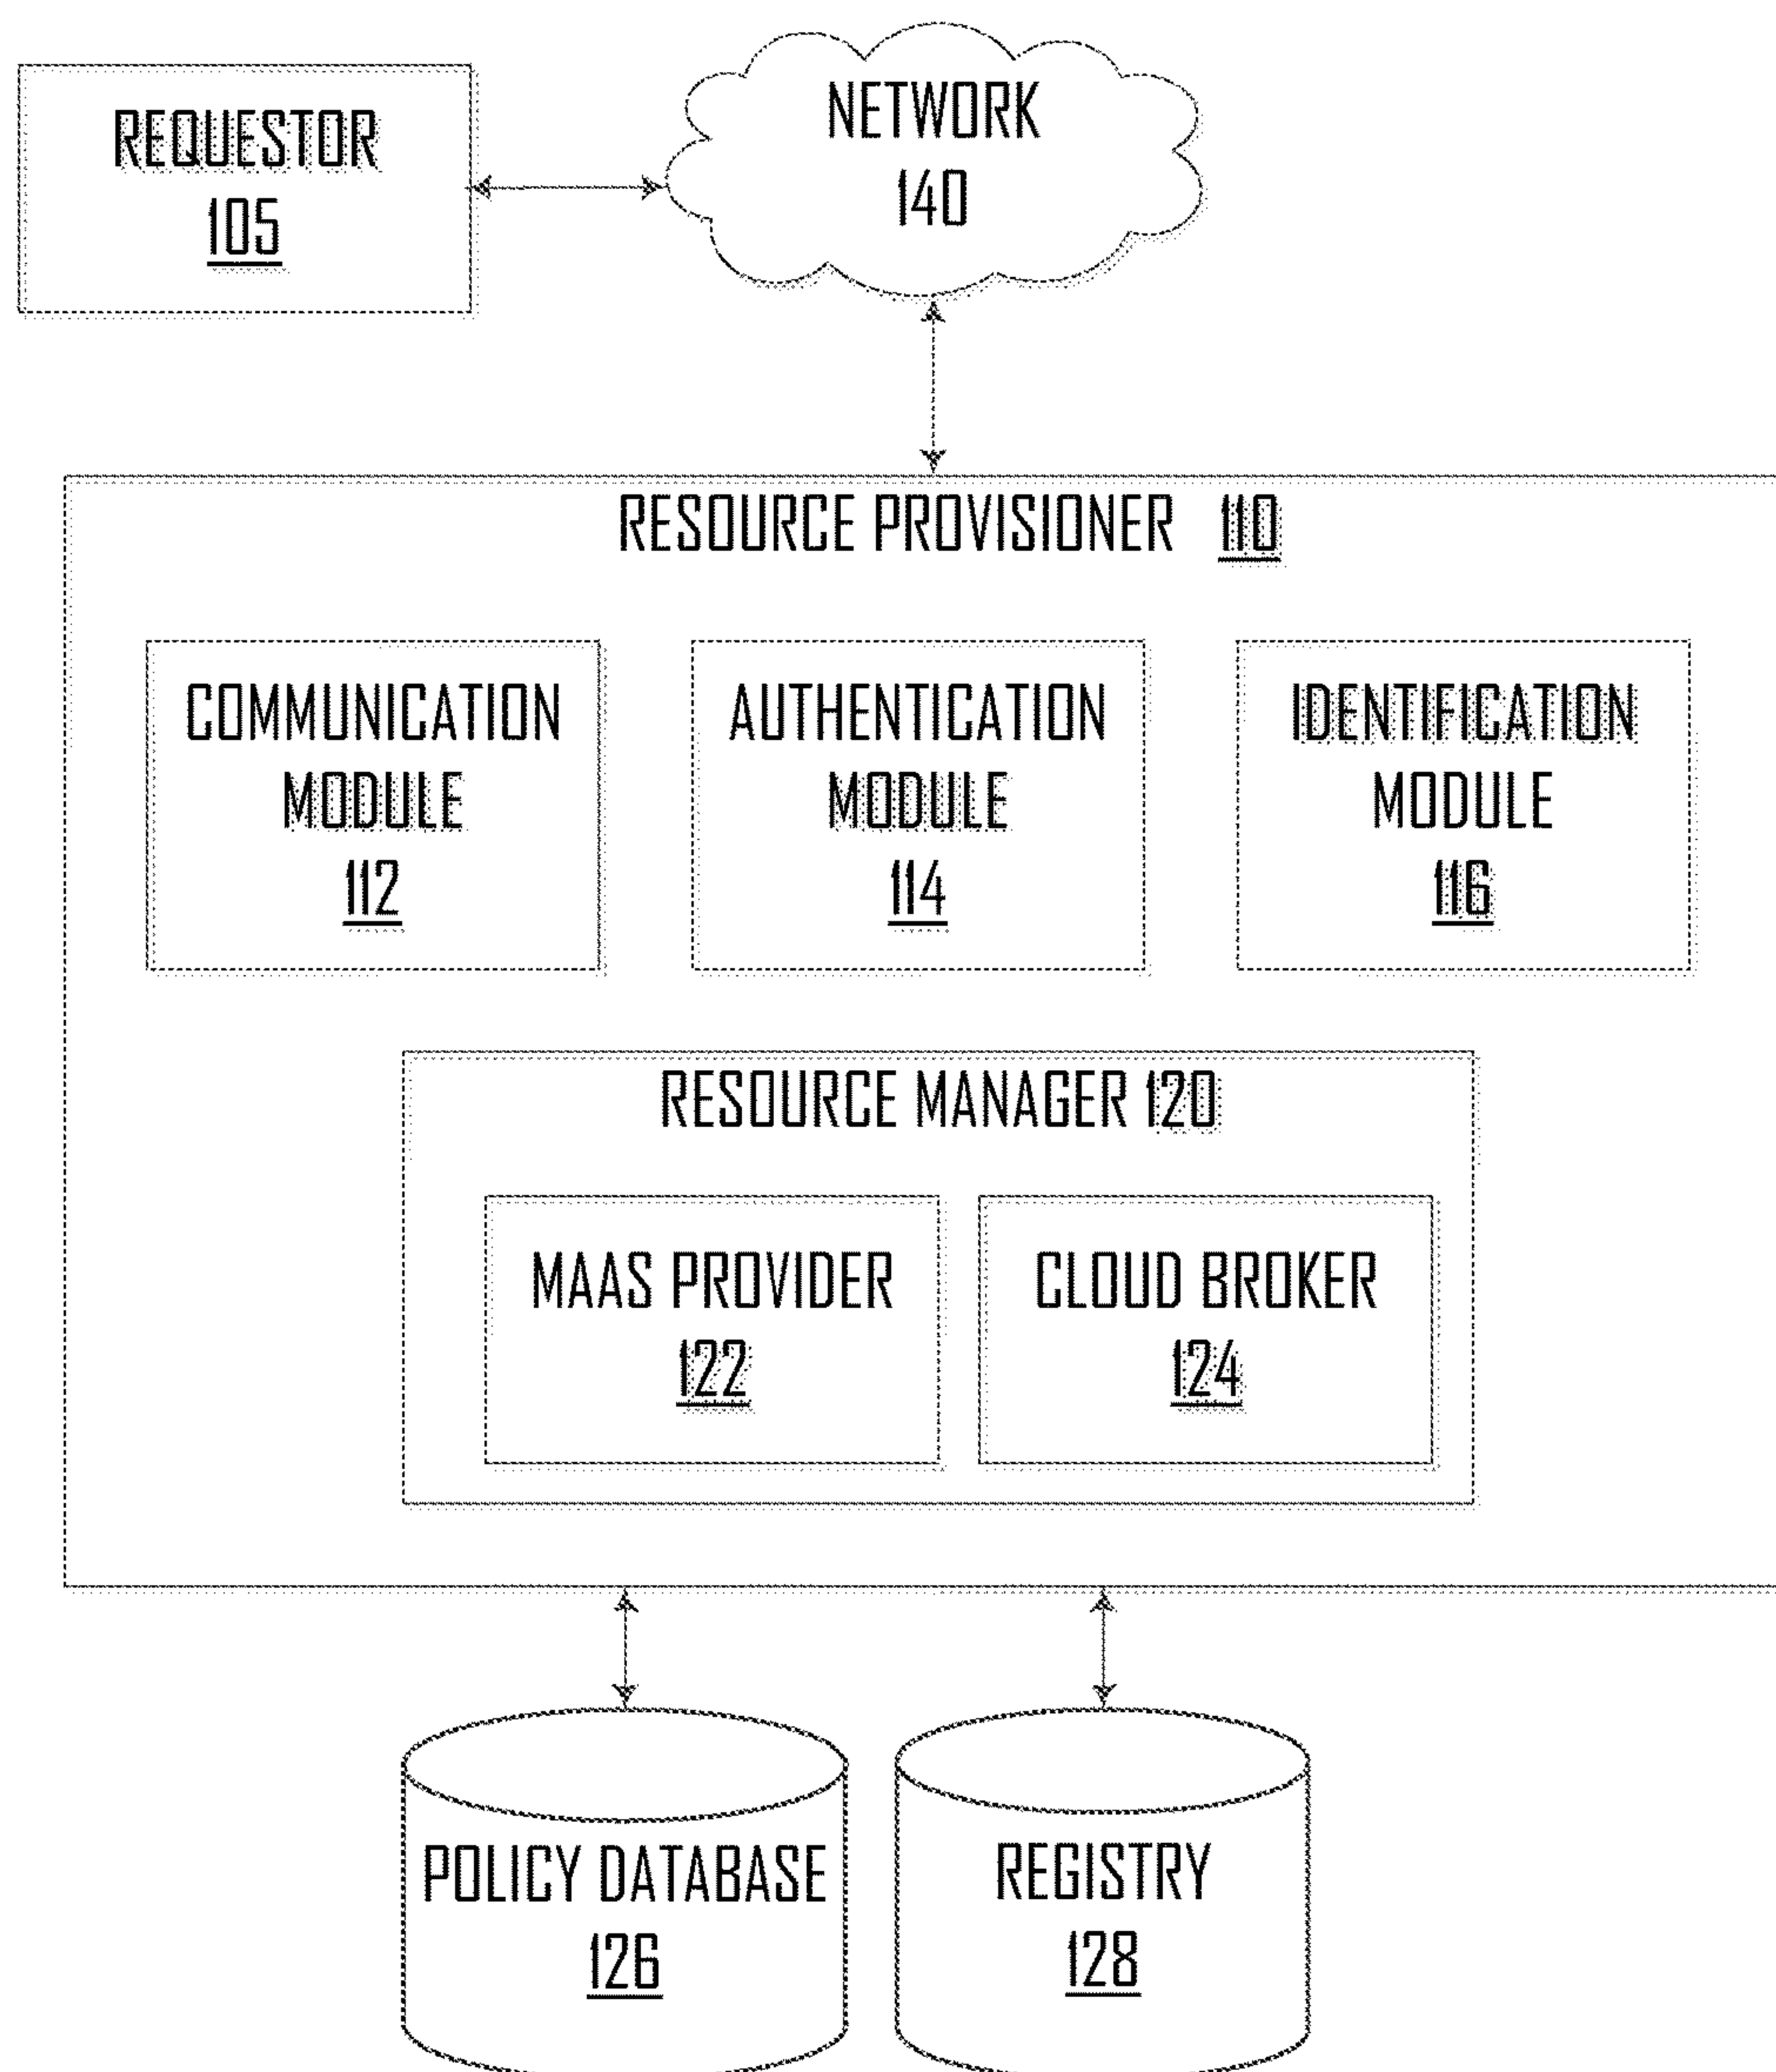 REQUESTOR
105
NETWORK
140
RESOURCE PROVISIONER 110
COMMUNICATION
MODULE
112
AUTHENTICATION
MODULE
114
IDENTIFICATION
MODULE
116
RESOURCE MANAGER 120
MAAS PROVIDER
122
CLOUD BROKER
124
POLICY DATABASE
126
REGISTRY
128